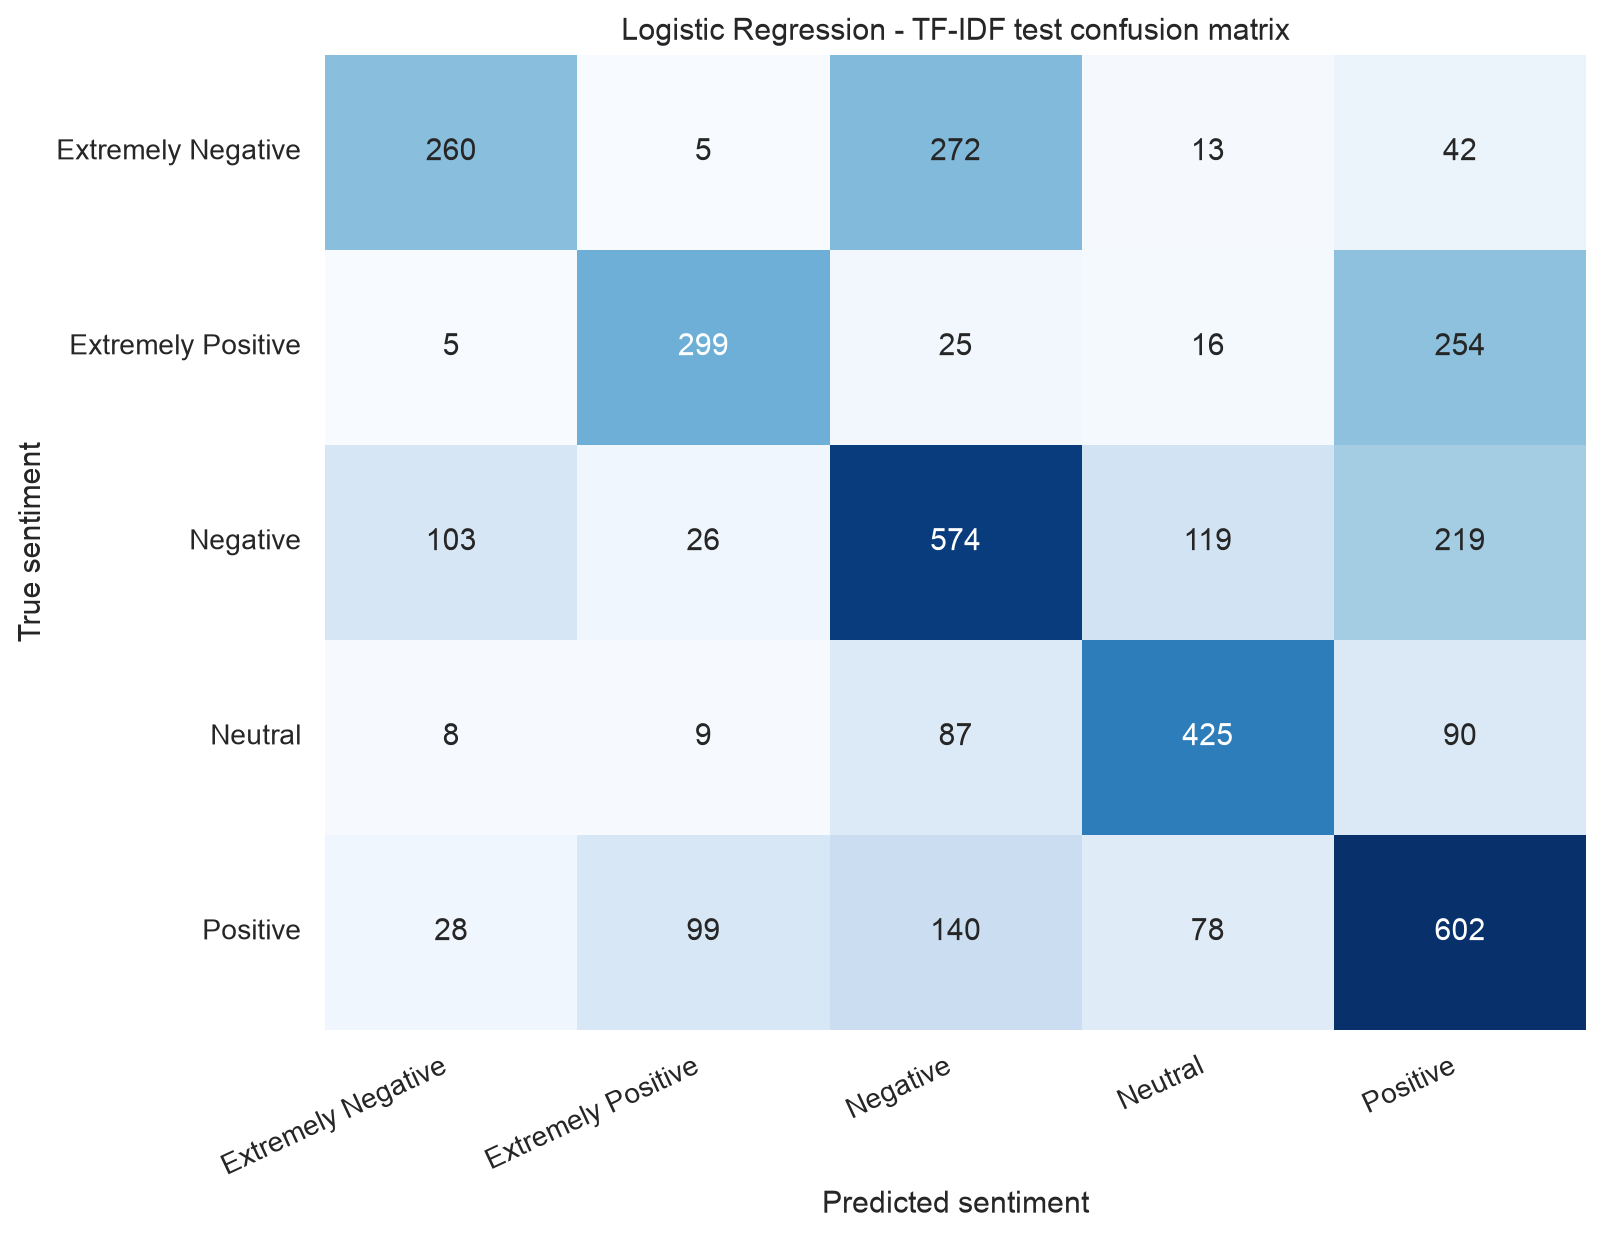 Logistic Regression - TF-IDF test confusion matrix
Extremely Negative 260 5 272 13 42
Extremely Positive 5 299 25 16 254
Negative 103 26 574 119 219
Neutral 8 9 87 425 90
Positive 28 99 140 78 602
True sentiment
Extremely Negative Extremely Positive Negative Neutral Positive
Predicted sentiment